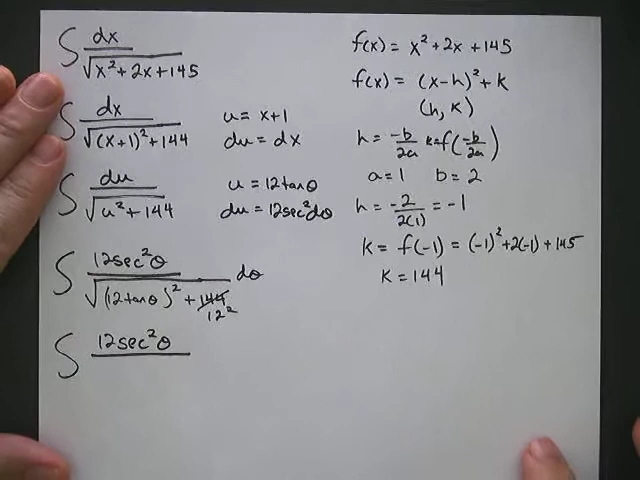 ∫ dx / √(x² + 2x + 145)
∫ dx / √((x+1)² + 144)
u = x+1
du = dx
∫ du / √(u² + 144)
u = 12tanθ
du = 12sec²dθ
∫ 12sec²θ / √((12tanθ)² + 144 12²) dθ
∫ 12sec²θ
f(x) = x² + 2x + 145
f(x) = (x-h)² + k
(h, k)
h = -b/2a k=f(-b/2a)
a = 1 b = 2
h = -2/2(1) = -1
k = f(-1) = (-1)² + 2(-1) + 145
k = 144